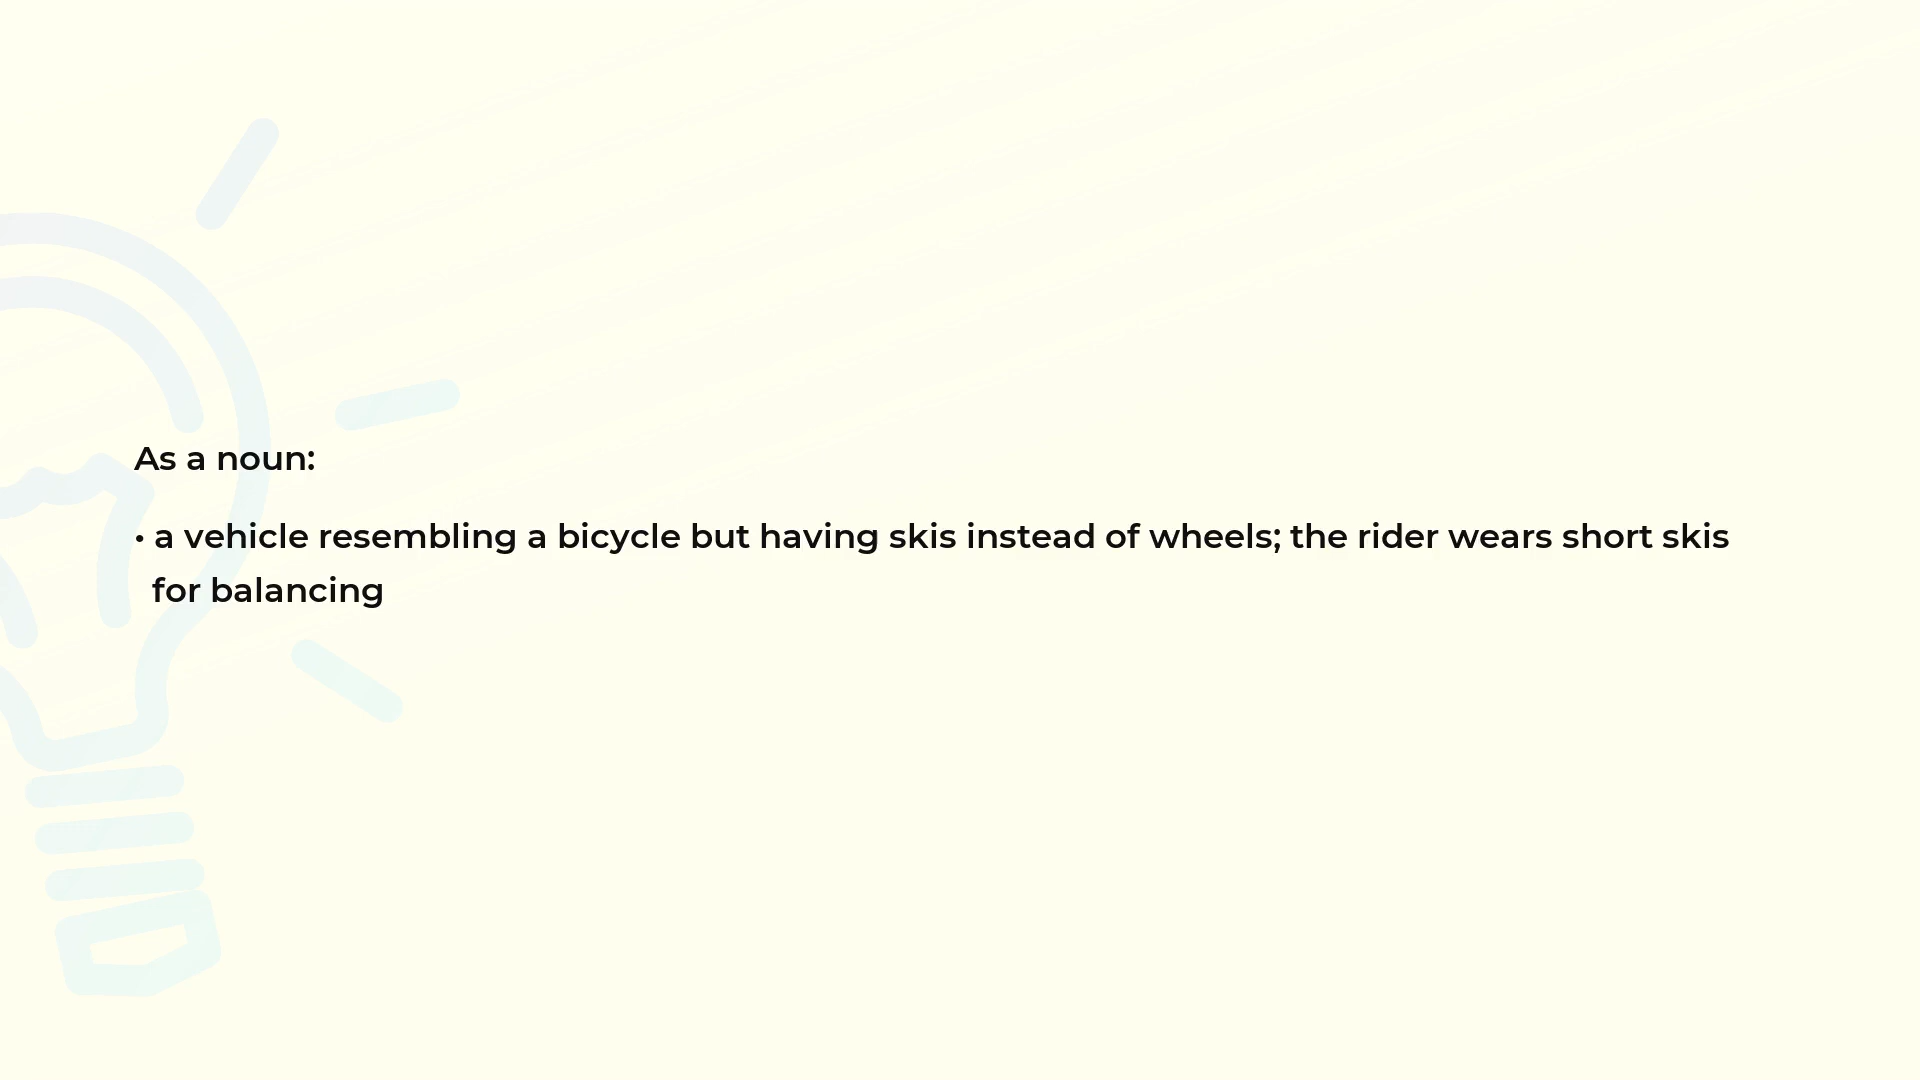 As a noun:
• a vehicle resembling a bicycle but having skis instead of wheels; the rider wears short skis
for balancing